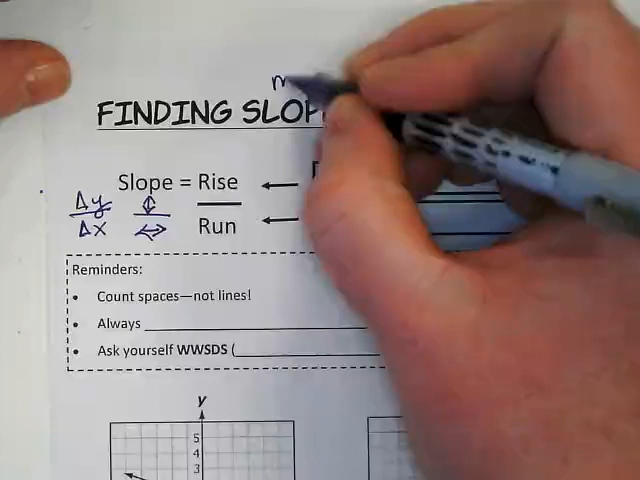 m
FINDING SLOP
Slope = Rise
Run
Δy
Δx
Reminders:
• Count spaces—not lines!
• Always
• Ask yourself WWSDS (
y
5
4
3